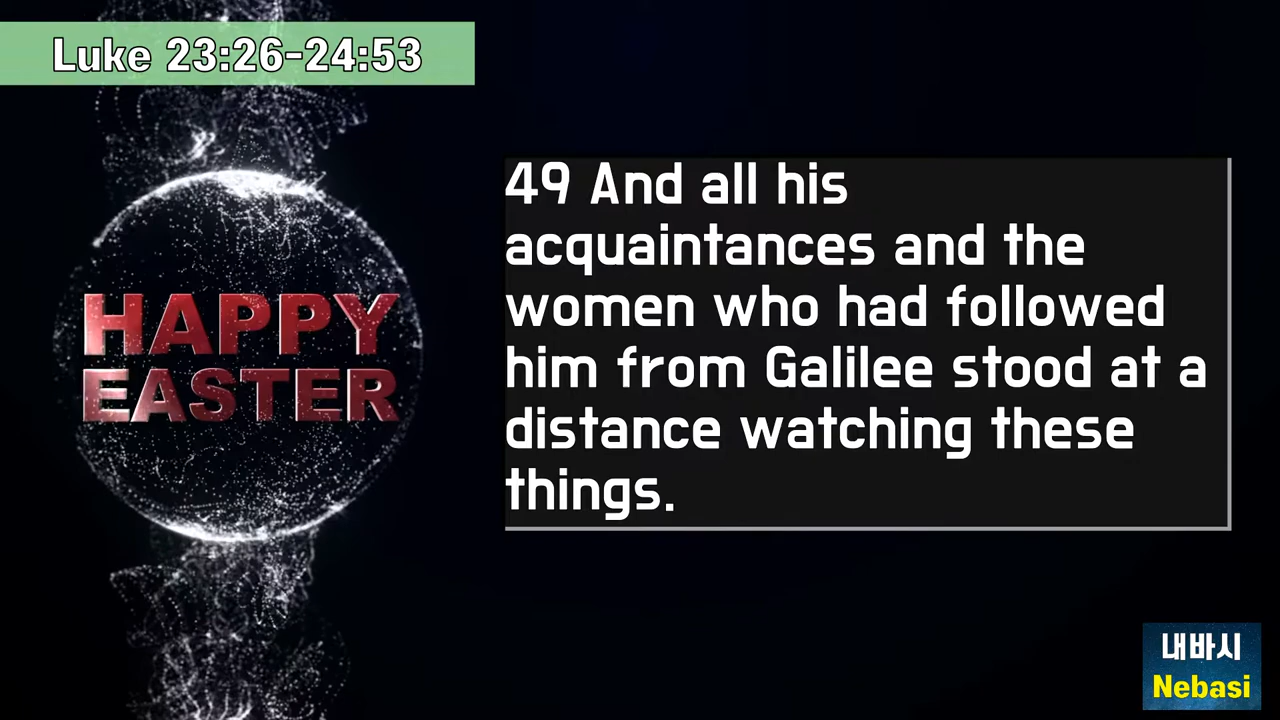 Luke 23:26-24:53
HAPPY
EASTER
49 And all his
acquaintances and the
women who had followed
him from Galilee stood at a
distance watching these
things.
내바시
Nebasi